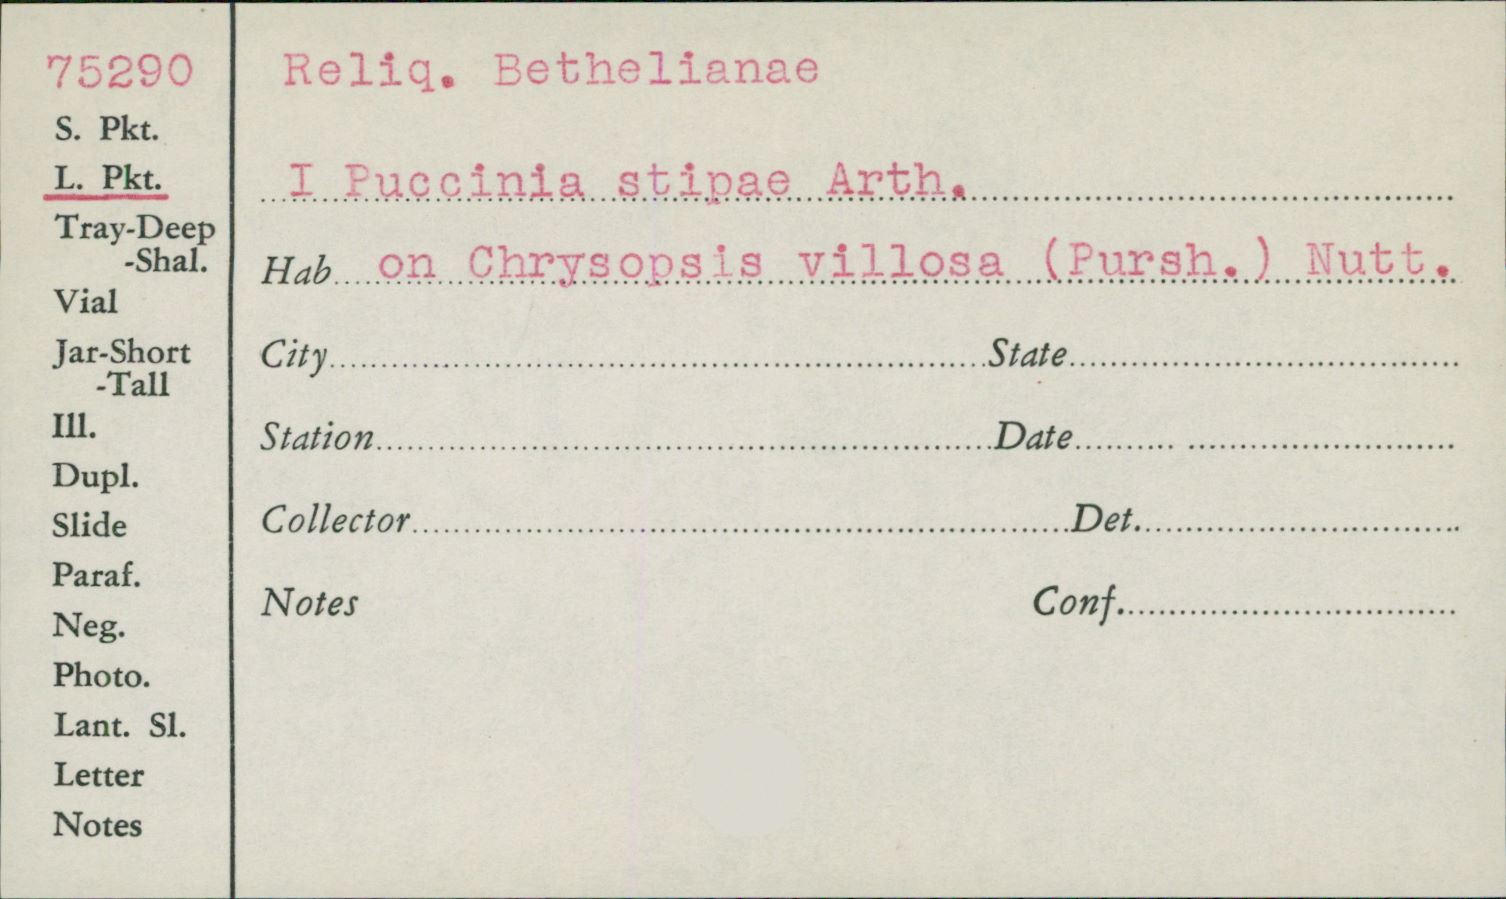 75290
S. Pkt.
L. Pkt.
Tray-Deep
-Shal.
Vial
Jar-Short
-Tall
Ill.
Dupl.
Slide
Paraf.
Neg.
Photo.
Lant. Sl.
Letter
Notes
Reliq. Bethelianae
I Puccinia stipae Arth.
Hab on Chrysopsis villosa (Pursh.) Nutt.
City State
Station Date
Collector Det.
Notes Conf.